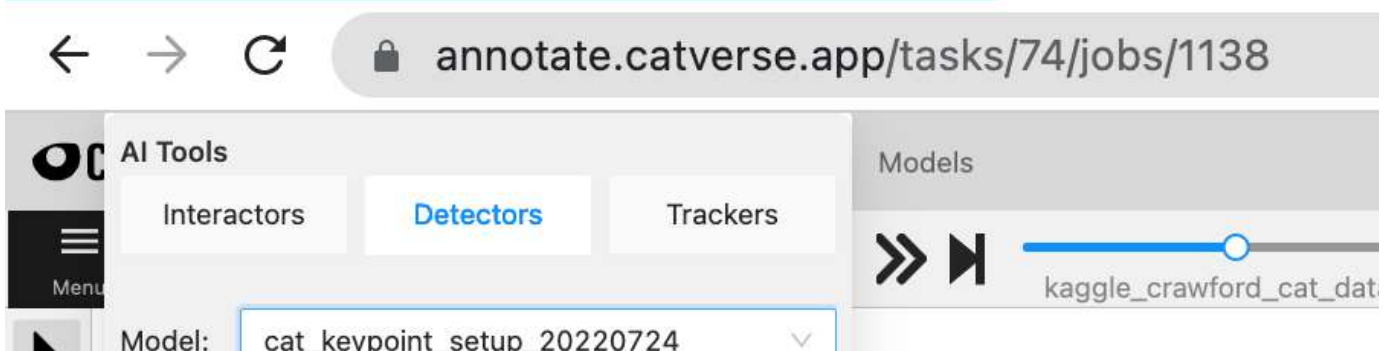 annotate.catverse.app/tasks/74/jobs/1138
AI Tools
Models
Interactors
Detectors
Trackers
Menu
kaggle_crawford_cat_data
Model:
cat_keypoint_setup_20220724